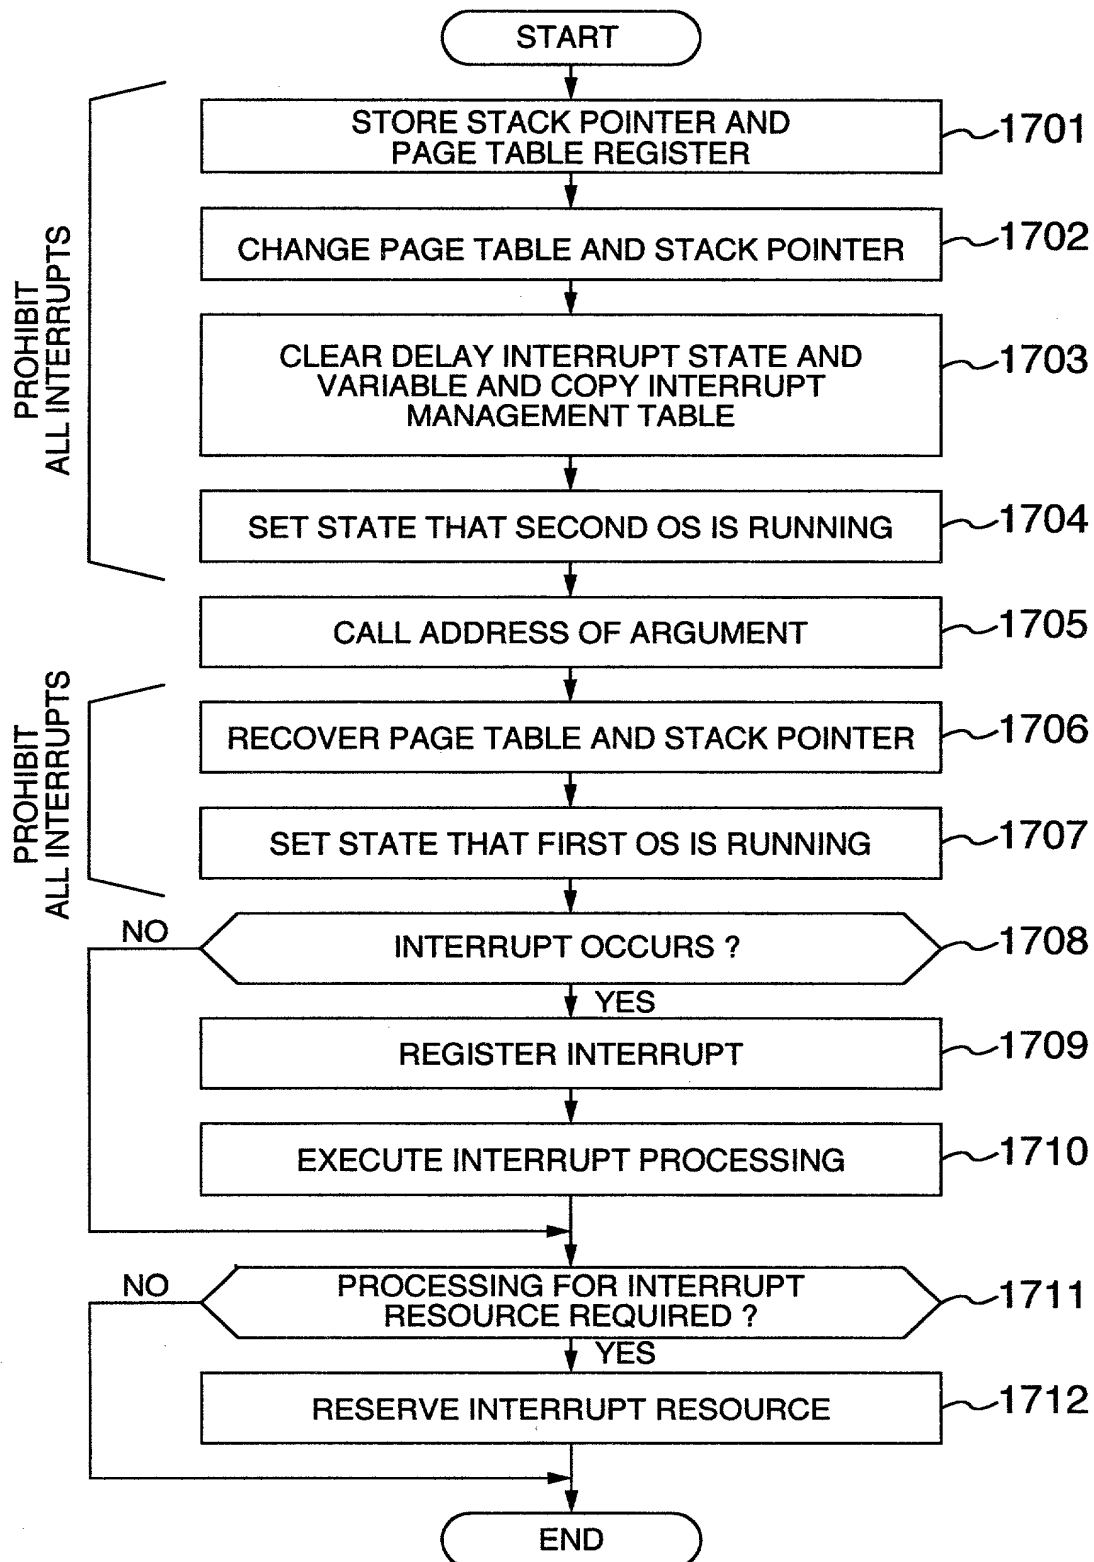 START
STORE STACK POINTER AND
PAGE TABLE REGISTER
1701
CHANGE PAGE TABLE AND STACK POINTER
1702
CLEAR DELAY INTERRUPT STATE AND
VARIABLE AND COPY INTERRUPT
MANAGEMENT TABLE
1703
PROHIBIT
ALL INTERRUPTS
SET STATE THAT SECOND OS IS RUNNING
1704
CALL ADDRESS OF ARGUMENT
1705
RECOVER PAGE TABLE AND STACK POINTER
1706
PROHIBIT
ALL INTERRUPTS
SET STATE THAT FIRST OS IS RUNNING
1707
NO
INTERRUPT OCCURS ?
1708
YES
REGISTER INTERRUPT
1709
EXECUTE INTERRUPT PROCESSING
1710
NO
PROCESSING FOR INTERRUPT
RESOURCE REQUIRED ?
1711
YES
RESERVE INTERRUPT RESOURCE
1712
END